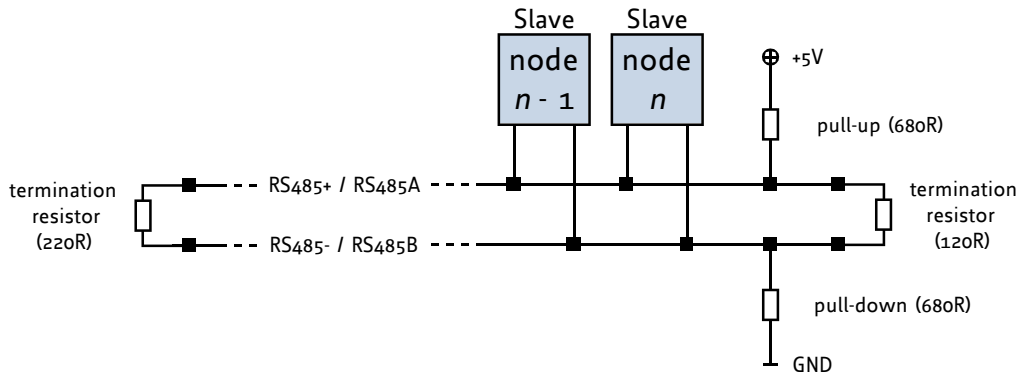 Slave
Slave
node
n - 1
node
n
+5V
pull-up (680R)
termination
resistor
(220R)
RS485+ / RS485A
RS485- / RS485B
termination
resistor
(120R)
pull-down (680R)
GND